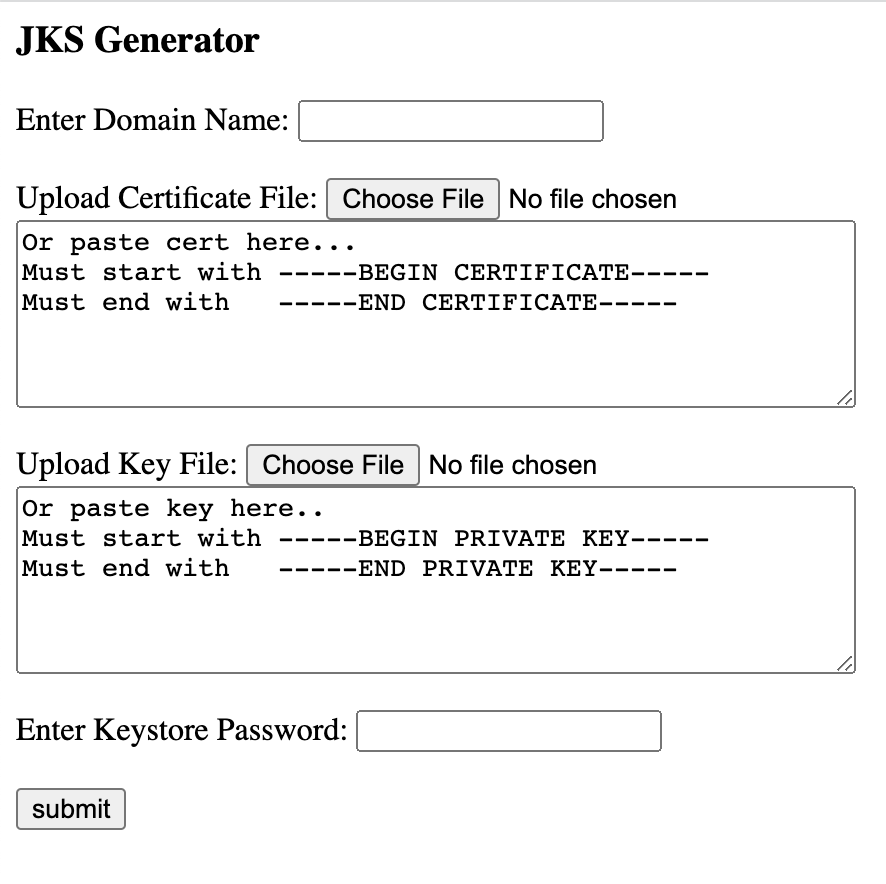 JKS Generator
Enter Domain Name:
Upload Certificate File: Choose File No file chosen
Or paste cert here...
Must start with -----BEGIN CERTIFICATE-----
Must end with   -----END CERTIFICATE-----
Upload Key File: Choose File No file chosen
Or paste key here..
Must start with -----BEGIN PRIVATE KEY-----
Must end with   -----END PRIVATE KEY-----
Enter Keystore Password:
submit